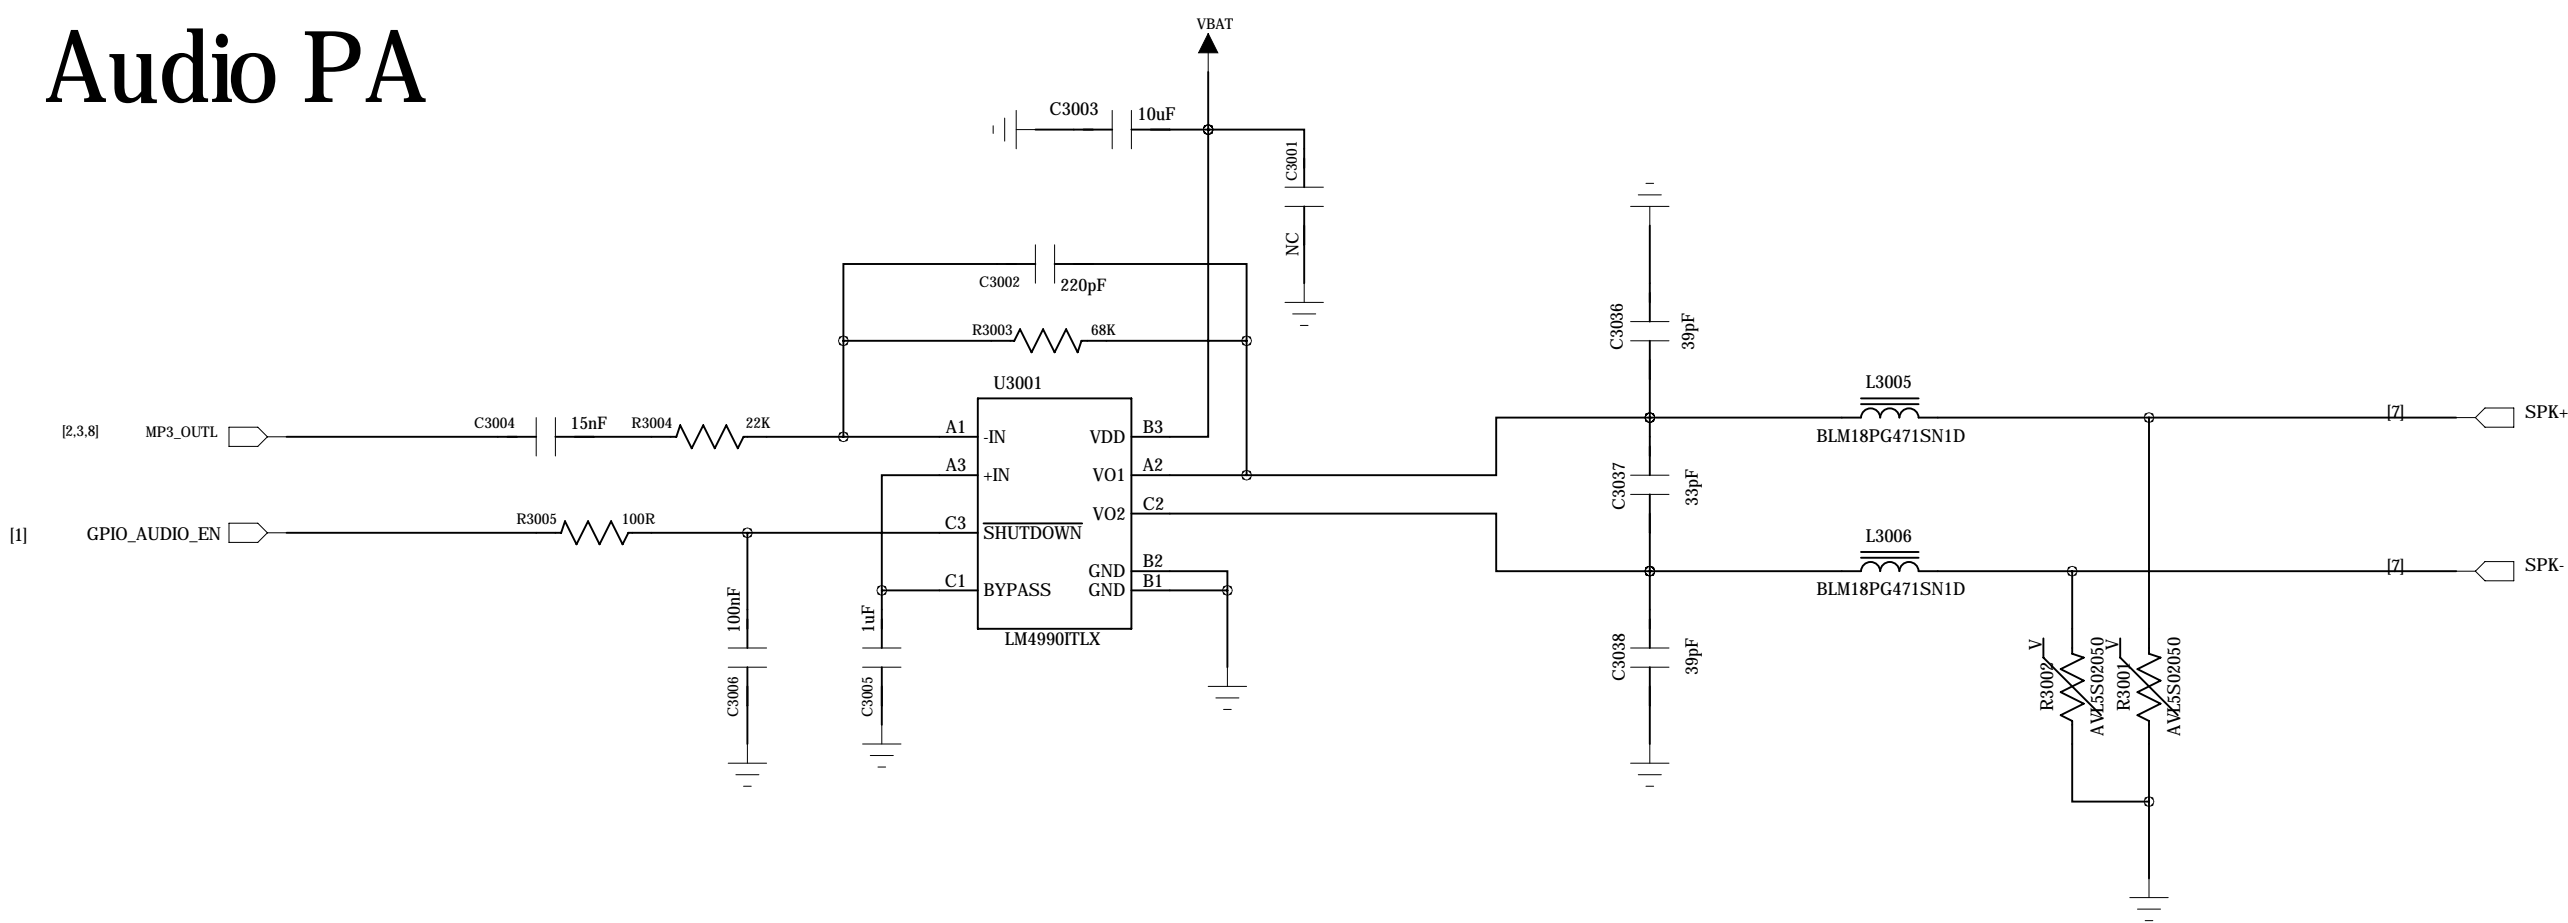 Audio PA
VBAT
C3003 10uF
C3001
NC
C3002 220pF
R3003 68K
C3036 39pF
U3001
L3005
BLM18PG471SN1D
[7] SPK+
[2,3,8] MP3_OUTL
C3004 15nF
R3004 22K
A1 -IN
VDD B3
A3 +IN
VO1 A2
C3037 33pF
VO2 C2
[1] GPIO_AUDIO_EN
R3005 100R
C3 SHUTDOWN
L3006
BLM18PG471SN1D
[7] SPK-
GND B2
C1 BYPASS
GND B1
LM4990ITLX
100nF
C3006
1uF
C3005
C3038 39pF
V
R3002
AVL5S02050
V
R3001
AVL5S02050